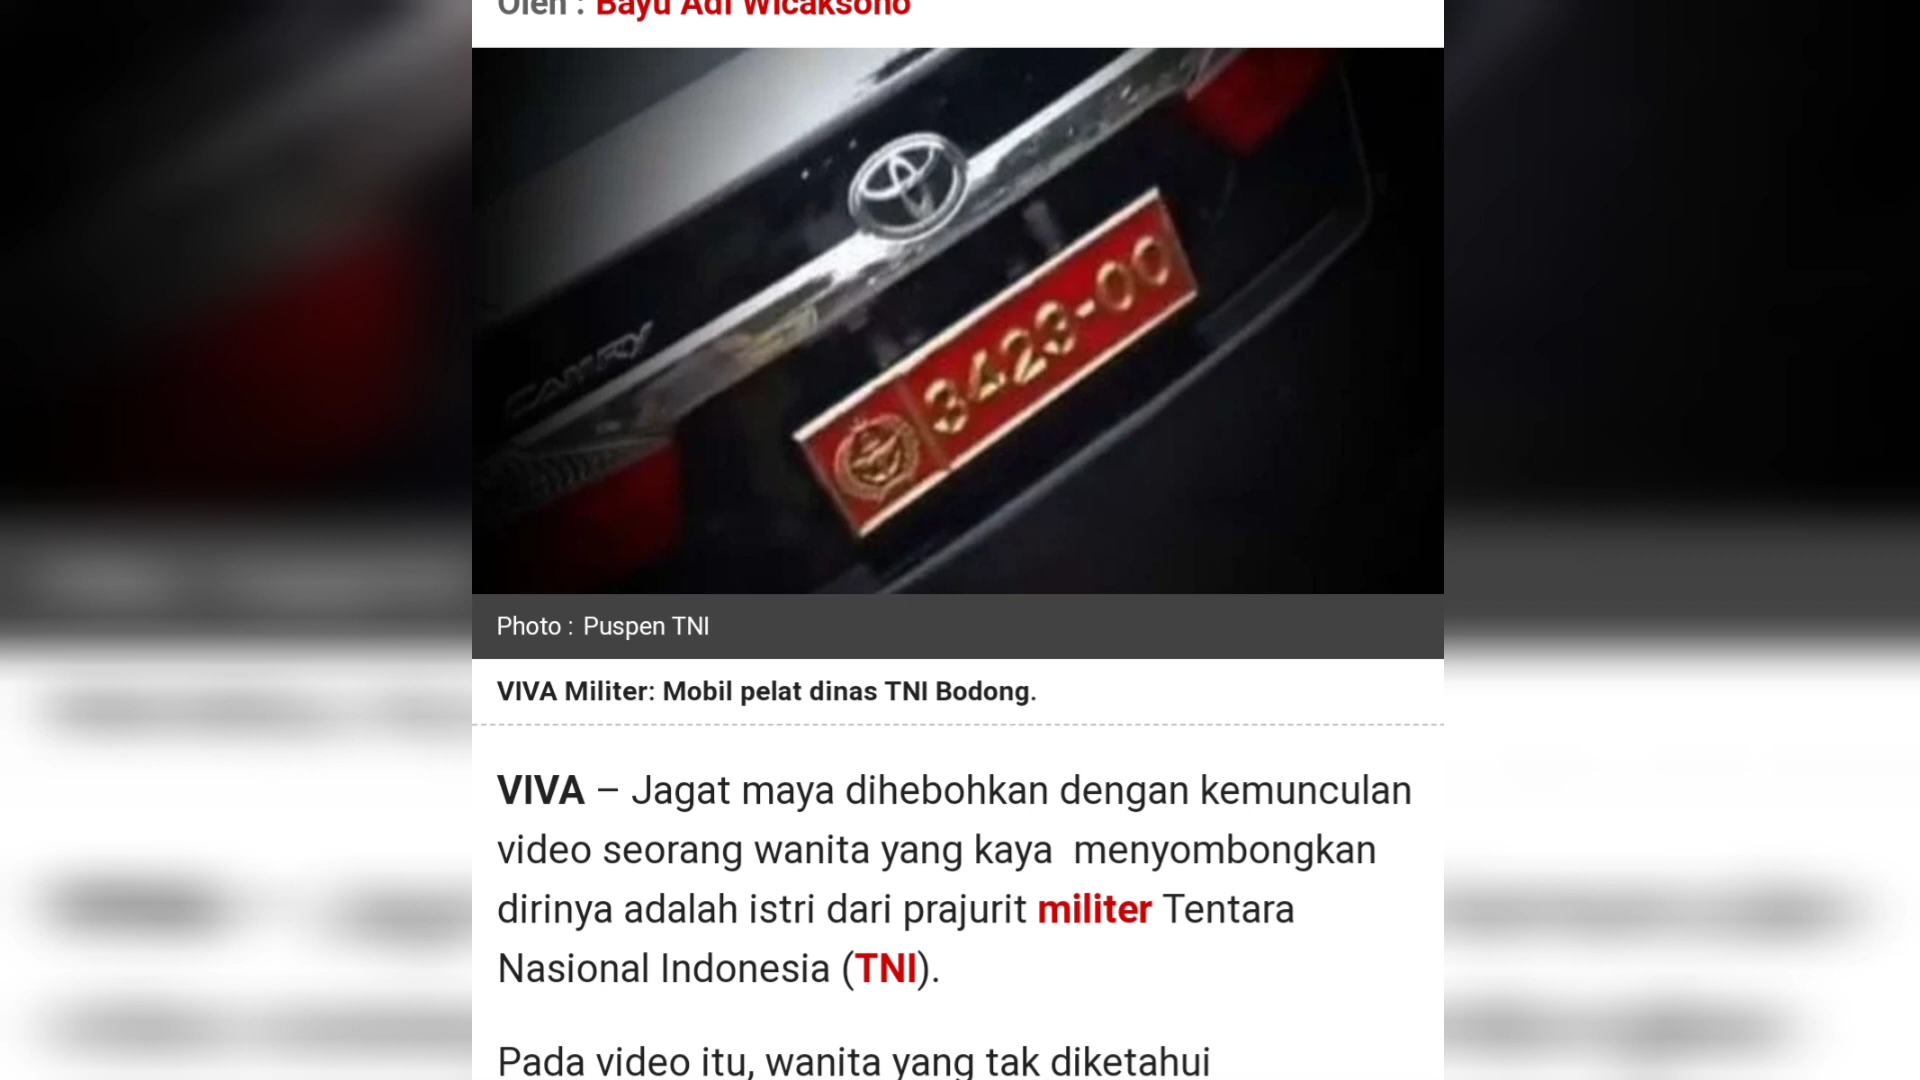 Oleh : Bayu Adi Wicaksono
CAMRY
3423-00
Photo : Puspen TNI
VIVA Militer: Mobil pelat dinas TNI Bodong.
VIVA – Jagat maya dihebohkan dengan kemunculan
video seorang wanita yang kaya menyombongkan
dirinya adalah istri dari prajurit militer Tentara
Nasional Indonesia (TNI).
Pada video itu, wanita yang tak diketahui